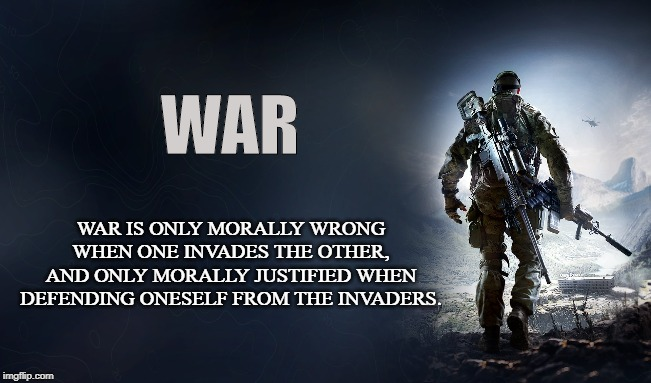 WAR
WAR IS ONLY MORALLY WRONG
WHEN ONE INVADES THE OTHER,
AND ONLY MORALLY JUSTIFIED WHEN
DEFENDING ONESELF FROM THE INVADERS.
imgflip.com